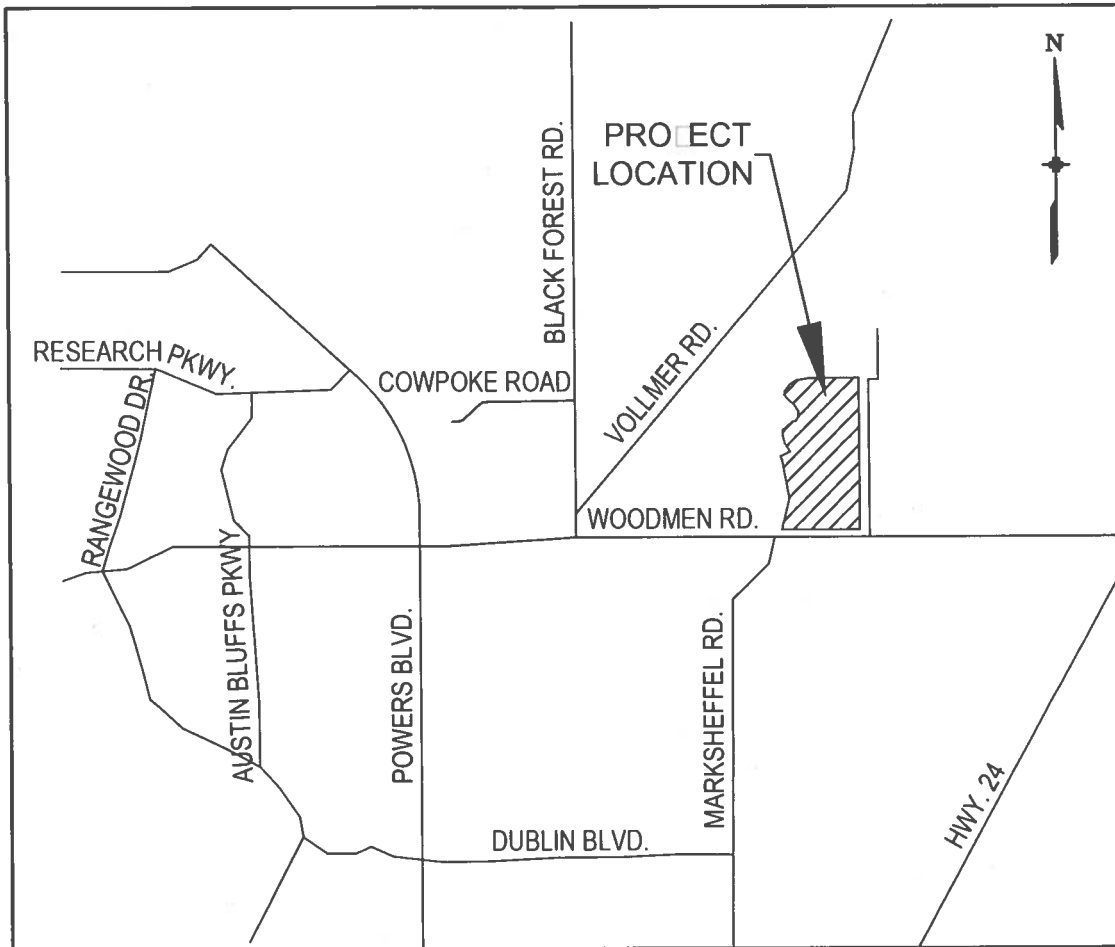 N
PRO□ECT
LOCATION
BLACK FOREST RD.
VOLLMER RD.
RESEARCH PKWY.
COWPOKE ROAD
RANGEWOOD DR.
WOODMEN RD.
AUSTIN BLUFFS PKWY
POWERS BLVD.
MARKSHEFFEL RD.
DUBLIN BLVD.
HWY. 24